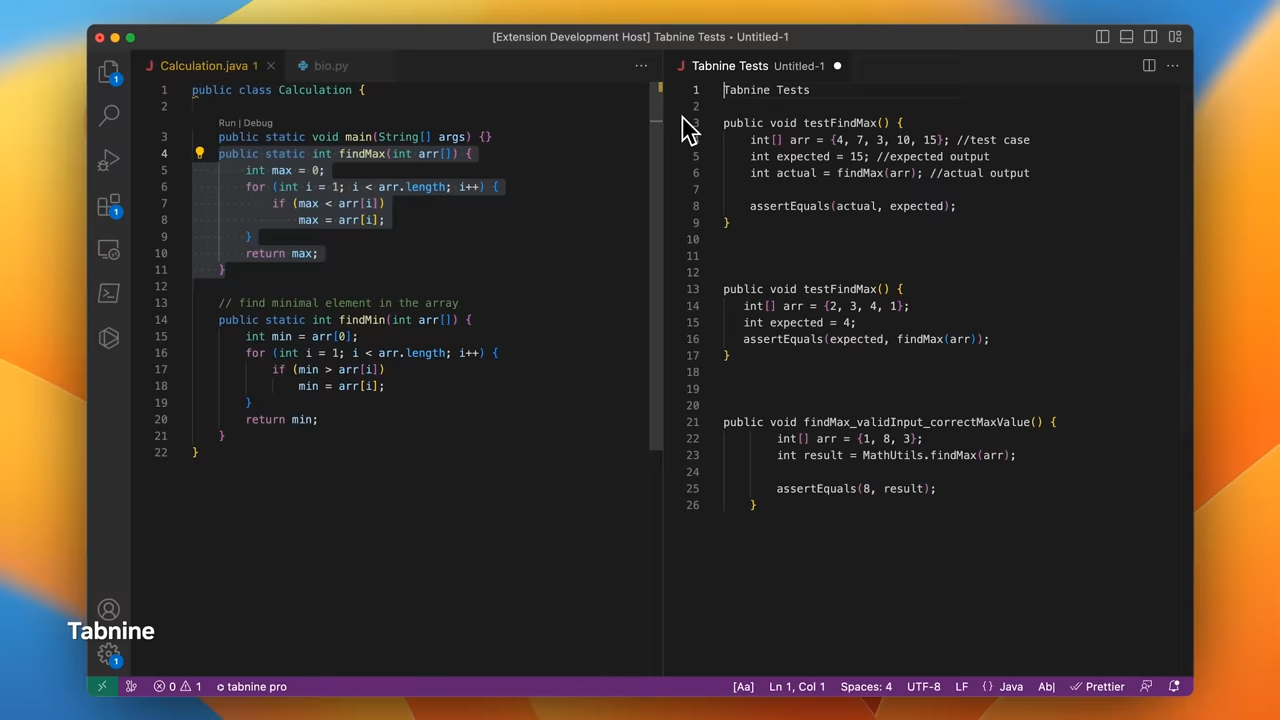 [Extension Development Host] Tabnine Tests • Untitled-1
Calculation.java 1
bio.py
1 public class Calculation {
2
Run | Debug
3 public static void main(String[] args) {}
4 public static int findMax(int arr[]) {
5 int max = 0;
6 for (int i = 1; i < arr.length; i++) {
7 if (max < arr[i])
8 max = arr[i];
9 }
10 return max;
11 }
12
13 // find minimal element in the array
14 public static int findMin(int arr[]) {
15 int min = arr[0];
16 for (int i = 1; i < arr.length; i++) {
17 if (min > arr[i])
18 min = arr[i];
19 }
20 return min;
21 }
22 }
Tabnine Tests Untitled-1
1 Tabnine Tests
2
3 public void testFindMax() {
int[] arr = {4, 7, 3, 10, 15}; //test case
5 int expected = 15; //expected output
6 int actual = findMax(arr); //actual output
7
8 assertEquals(actual, expected);
9 }
10
11
12
13 public void testFindMax() {
14 int[] arr = {2, 3, 4, 1};
15 int expected = 4;
16 assertEquals(expected, findMax(arr));
17 }
18
19
20
21 public void findMax_validInput_correctMaxValue() {
22 int[] arr = {1, 8, 3};
23 int result = MathUtils.findMax(arr);
24
25 assertEquals(8, result);
26 }
1
1
1
Tabnine
0 1 tabnine pro
[Aa] Ln 1, Col 1 Spaces: 4 UTF-8 LF {} Java Ab| Prettier